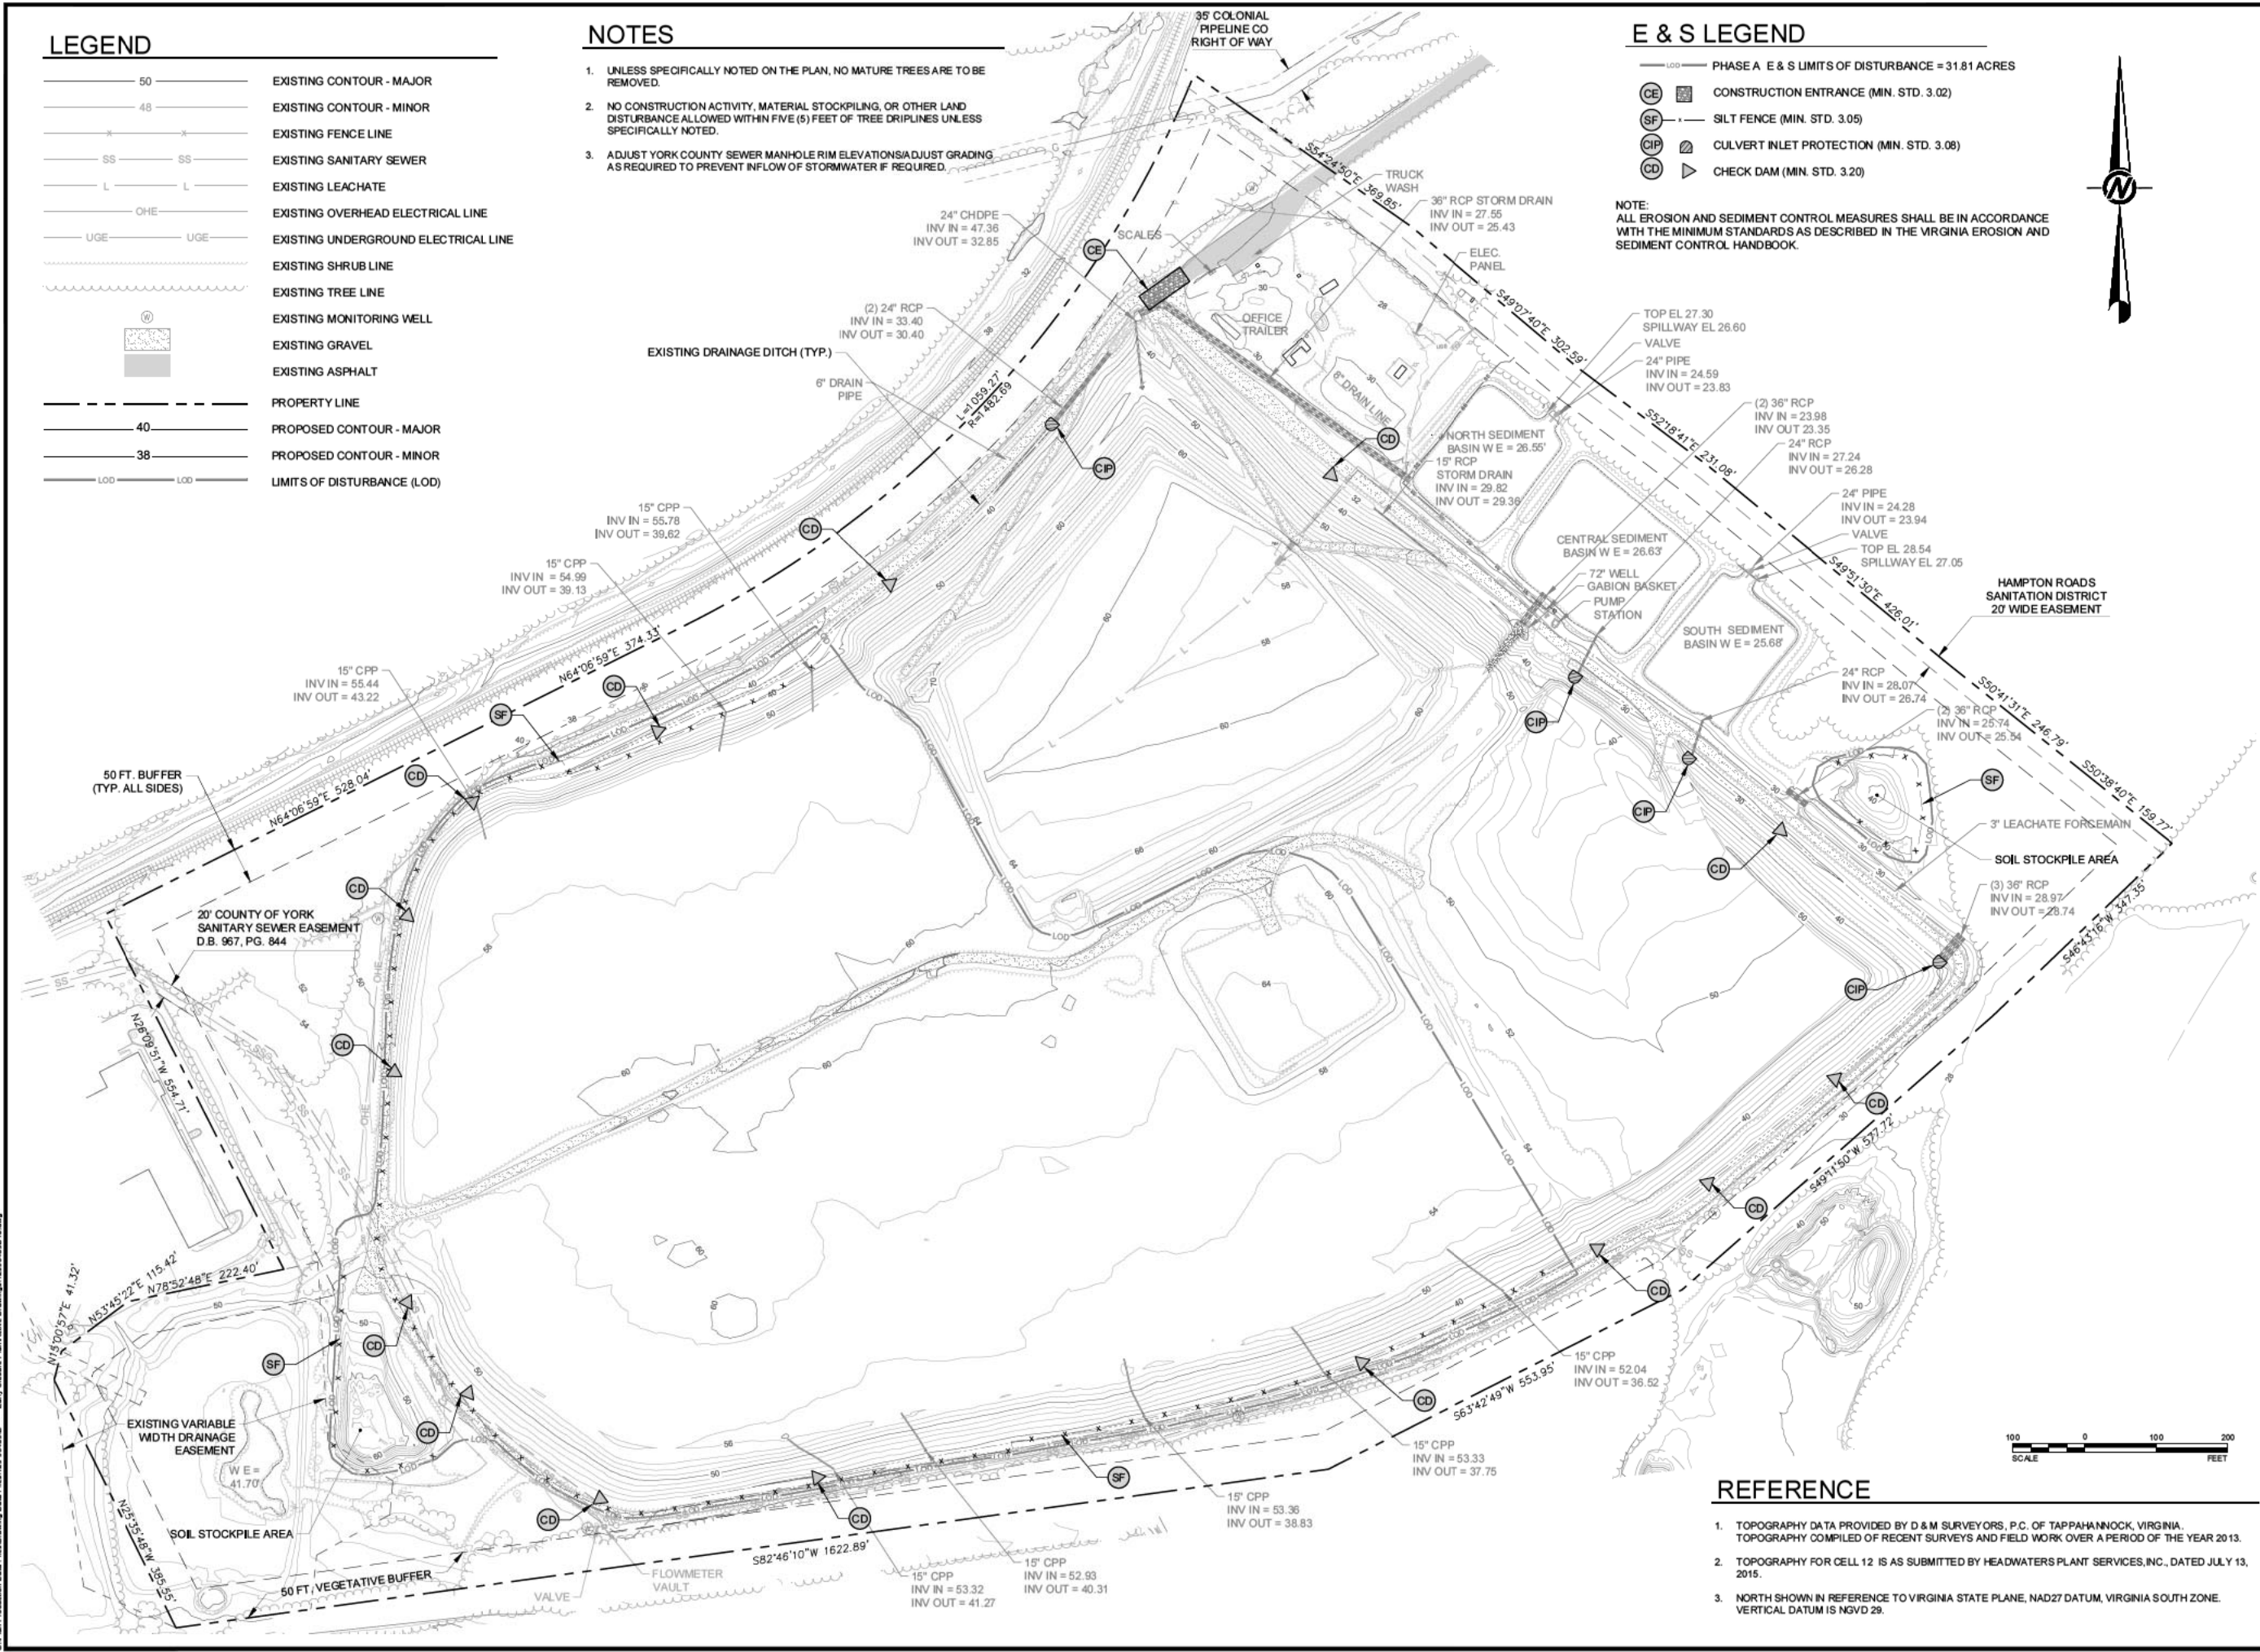 LEGEND
50 EXISTING CONTOUR - MAJOR
48 EXISTING CONTOUR - MINOR
x x EXISTING FENCE LINE
SS SS EXISTING SANITARY SEWER
L L EXISTING LEACHATE
OHE EXISTING OVERHEAD ELECTRICAL LINE
UGE UGE EXISTING UNDERGROUND ELECTRICAL LINE
EXISTING SHRUB LINE
EXISTING TREE LINE
W EXISTING MONITORING WELL
EXISTING GRAVEL
EXISTING ASPHALT
PROPERTY LINE
40 PROPOSED CONTOUR - MAJOR
38 PROPOSED CONTOUR - MINOR
LOD LOD LIMITS OF DISTURBANCE (LOD)
NOTES
1. UNLESS SPECIFICALLY NOTED ON THE PLAN, NO MATURE TREES ARE TO BE
REMOVED.
2. NO CONSTRUCTION ACTIVITY, MATERIAL STOCKPILING, OR OTHER LAND
DISTURBANCE ALLOWED WITHIN FIVE (5) FEET OF TREE DRIPLINES UNLESS
SPECIFICALLY NOTED.
3. ADJUST YORK COUNTY SEWER MANHOLE RIM ELEVATIONS/ADJUST GRADING
AS REQUIRED TO PREVENT INFLOW OF STORMWATER IF REQUIRED.
35' COLONIAL
PIPELINE CO
RIGHT OF WAY
E & S LEGEND
LOD PHASE A E & S LIMITS OF DISTURBANCE = 31.81 ACRES
CE CONSTRUCTION ENTRANCE (MIN. STD. 3.02)
SF x SILT FENCE (MIN. STD. 3.05)
CIP CULVERT INLET PROTECTION (MIN. STD. 3.08)
CD CHECK DAM (MIN. STD. 3.20)
NOTE:
ALL EROSION AND SEDIMENT CONTROL MEASURES SHALL BE IN ACCORDANCE
WITH THE MINIMUM STANDARDS AS DESCRIBED IN THE VIRGINIA EROSION AND
SEDIMENT CONTROL HANDBOOK.
N
S54°24'50"E 369.85'
TRUCK
WASH
36" RCP STORM DRAIN
INV IN = 27.55
INV OUT = 25.43
24" CHDPE
INV IN = 47.36
INV OUT = 32.85
SCALES
CE
ELEC.
PANEL
S49°07'40"E 302.59'
(2) 24" RCP
INV IN = 33.40
INV OUT = 30.40
OFFICE
TRAILER
TOP EL 27.30
SPILLWAY EL 26.60
VALVE
24" PIPE
INV IN = 24.59
INV OUT = 23.83
EXISTING DRAINAGE DITCH (TYP.)
6" DRAIN
PIPE
L=1059.27'
R=1482.69
8" DRAIN LINE
S52°18'41"E 231.08'
(2) 36" RCP
INV IN = 23.98
INV OUT 23.35
24" RCP
INV IN = 27.24
INV OUT = 26.28
CD
NORTH SEDIMENT
BASIN W E = 26.55'
15" RCP
STORM DRAIN
INV IN = 29.82
INV OUT = 29.36
CIP
24" PIPE
INV IN = 24.28
INV OUT = 23.94
VALVE
TOP EL 28.54
SPILLWAY EL 27.05
15" CPP
INV IN = 55.78
INV OUT = 39.62
CD
CENTRAL SEDIMENT
BASIN W E = 26.63'
S49°51'30"E 426.01'
15" CPP
INV IN = 54.99
INV OUT = 39.13
72" WELL
GABION BASKET
PUMP
STATION
HAMPTON ROADS
SANITATION DISTRICT
20' WIDE EASEMENT
SOUTH SEDIMENT
BASIN W E = 25.68'
N64°06'59"E 374.33'
15" CPP
INV IN = 55.44
INV OUT = 43.22
CD
SF
24" RCP
INV IN = 28.07
INV OUT = 26.74
S50°41'31"E 246.79'
(2) 36" RCP
INV IN = 25.74
INV OUT = 25.54
CIP
50 FT. BUFFER
(TYP. ALL SIDES)
N64°06'59"E 528.04'
CD
SF
S50°38'40"E 159.77'
CIP
3" LEACHATE FORCEMAIN
SOIL STOCKPILE AREA
CD
CD
(3) 36" RCP
INV IN = 28.97
INV OUT = 28.74
20' COUNTY OF YORK
SANITARY SEWER EASEMENT
D.B. 967, PG. 844
S46°43'16"W 347.35'
CIP
N26°09'51"W 554.71'
CD
CD
S49°11'50"W 577.72'
CD
CD
N15°00'57"E 41.32'
N53°45'22"E 115.42'
N78°52'48"E 222.40'
CD
SF
15" CPP
INV IN = 52.04
INV OUT = 36.52
CD
S63°42'49"W 553.95'
EXISTING VARIABLE
WIDTH DRAINAGE
EASEMENT
CD
W E =
41.70'
15" CPP
INV IN = 53.33
INV OUT = 37.75
SF
15" CPP
INV IN = 53.36
INV OUT = 38.83
CD
CD
SOIL STOCKPILE AREA
N25°35'48"W 385.55'
S82°46'10"W 1622.89'
50 FT. VEGETATIVE BUFFER
VALVE
FLOWMETER
VAULT
15" CPP
INV IN = 53.32
INV OUT = 41.27
15" CPP
INV IN = 52.93
INV OUT = 40.31
100 0 100 200
SCALE FEET
REFERENCE
1. TOPOGRAPHY DATA PROVIDED BY D & M SURVEYORS, P.C. OF TAPPAHANNOCK, VIRGINIA.
TOPOGRAPHY COMPILED OF RECENT SURVEYS AND FIELD WORK OVER A PERIOD OF THE YEAR 2013.
2. TOPOGRAPHY FOR CELL 12 IS AS SUBMITTED BY HEADWATERS PLANT SERVICES,INC., DATED JULY 13,
2015.
3. NORTH SHOWN IN REFERENCE TO VIRGINIA STATE PLANE, NAD27 DATUM, VIRGINIA SOUTH ZONE.
VERTICAL DATUM IS NGVD 29.